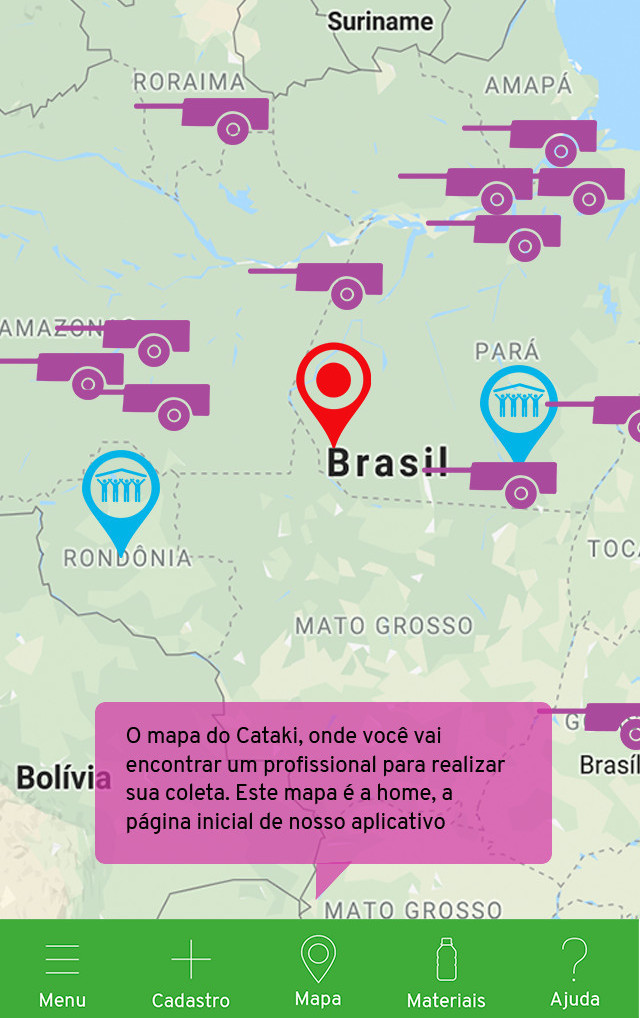 Suriname
RORAIMA
AMAPÁ
AMAZONAS
PARÁ
Brasil
RONDÔNIA
TOCA
MATO GROSSO
G
O mapa do Cataki, onde você vai
encontrar um profissional para realizar
sua coleta. Este mapa é a home, a
página inicial de nosso aplicativo
Bolívia
Brasíl
MATO GROSSO
Menu
Cadastro
Mapa
Materiais
Ajuda